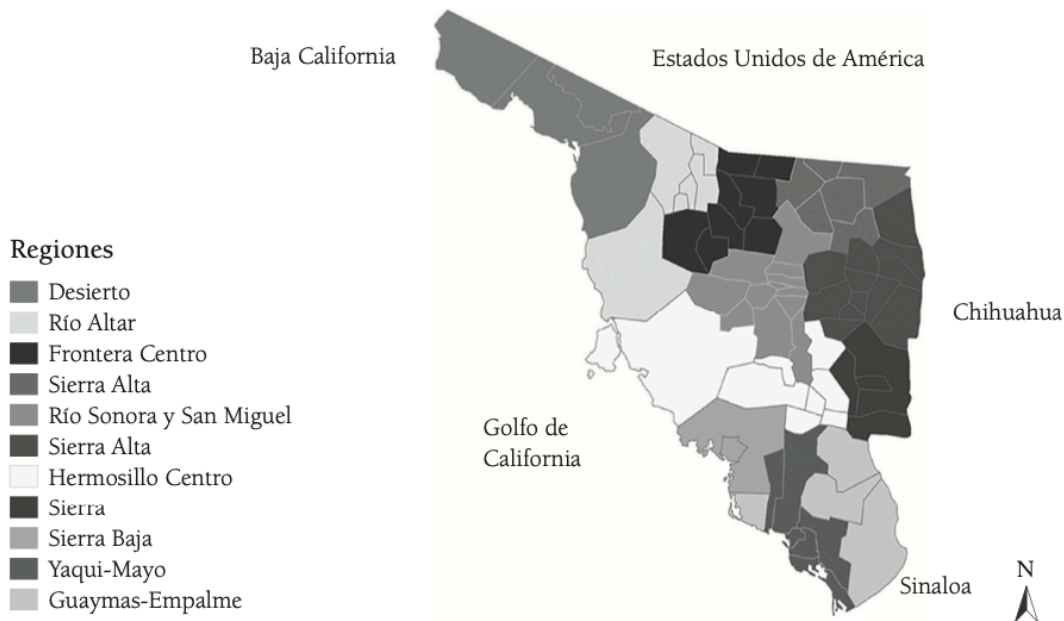 Baja California
Estados Unidos de América
Regiones
Desierto
Río Altar
Frontera Centro
Sierra Alta
Río Sonora y San Miguel
Sierra Alta
Hermosillo Centro
Sierra
Sierra Baja
Yaqui-Mayo
Guaymas-Empalme
Chihuahua
Golfo de
California
Sinaloa
N